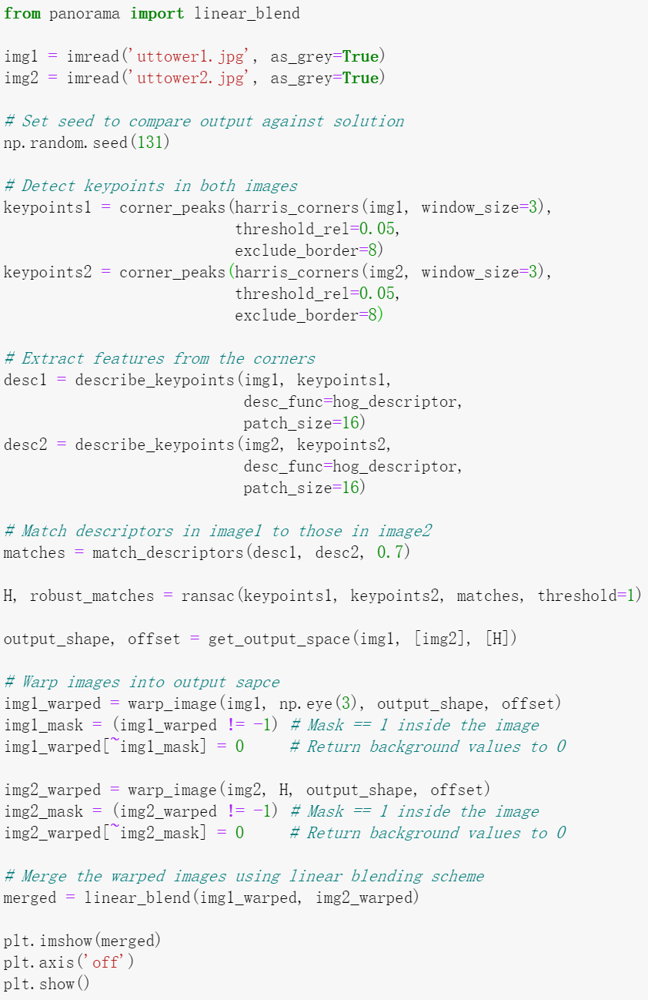 from panorama import linear_blend

img1 = imread('uttower1.jpg', as_grey=True)
img2 = imread('uttower2.jpg', as_grey=True)

# Set seed to compare output against solution
np.random.seed(131)

# Detect keypoints in both images
keypoints1 = corner_peaks(harris_corners(img1, window_size=3),
                          threshold_rel=0.05,
                          exclude_border=8)
keypoints2 = corner_peaks(harris_corners(img2, window_size=3),
                          threshold_rel=0.05,
                          exclude_border=8)

# Extract features from the corners
desc1 = describe_keypoints(img1, keypoints1,
                           desc_func=hog_descriptor,
                           patch_size=16)
desc2 = describe_keypoints(img2, keypoints2,
                           desc_func=hog_descriptor,
                           patch_size=16)

# Match descriptors in image1 to those in image2
matches = match_descriptors(desc1, desc2, 0.7)

H, robust_matches = ransac(keypoints1, keypoints2, matches, threshold=1)

output_shape, offset = get_output_space(img1, [img2], [H])

# Warp images into output sapce
img1_warped = warp_image(img1, np.eye(3), output_shape, offset)
img1_mask = (img1_warped != -1) # Mask == 1 inside the image
img1_warped[~img1_mask] = 0     # Return background values to 0

img2_warped = warp_image(img2, H, output_shape, offset)
img2_mask = (img2_warped != -1) # Mask == 1 inside the image
img2_warped[~img2_mask] = 0     # Return background values to 0

# Merge the warped images using linear blending scheme
merged = linear_blend(img1_warped, img2_warped)

plt.imshow(merged)
plt.axis('off')
plt.show()